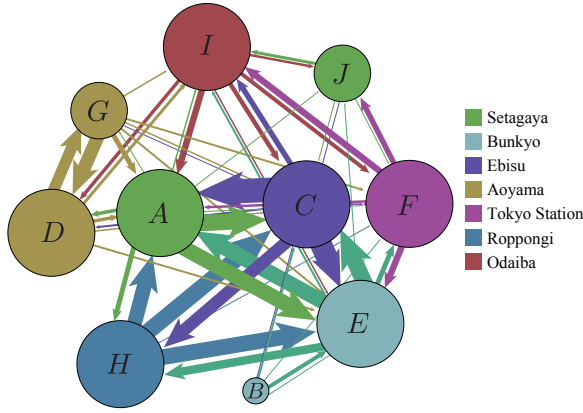 I
J
G
A
C
F
D
E
H
B
Setagaya
Bunkyo
Ebisu
Aoyama
Tokyo Station
Roppongi
Odaiba